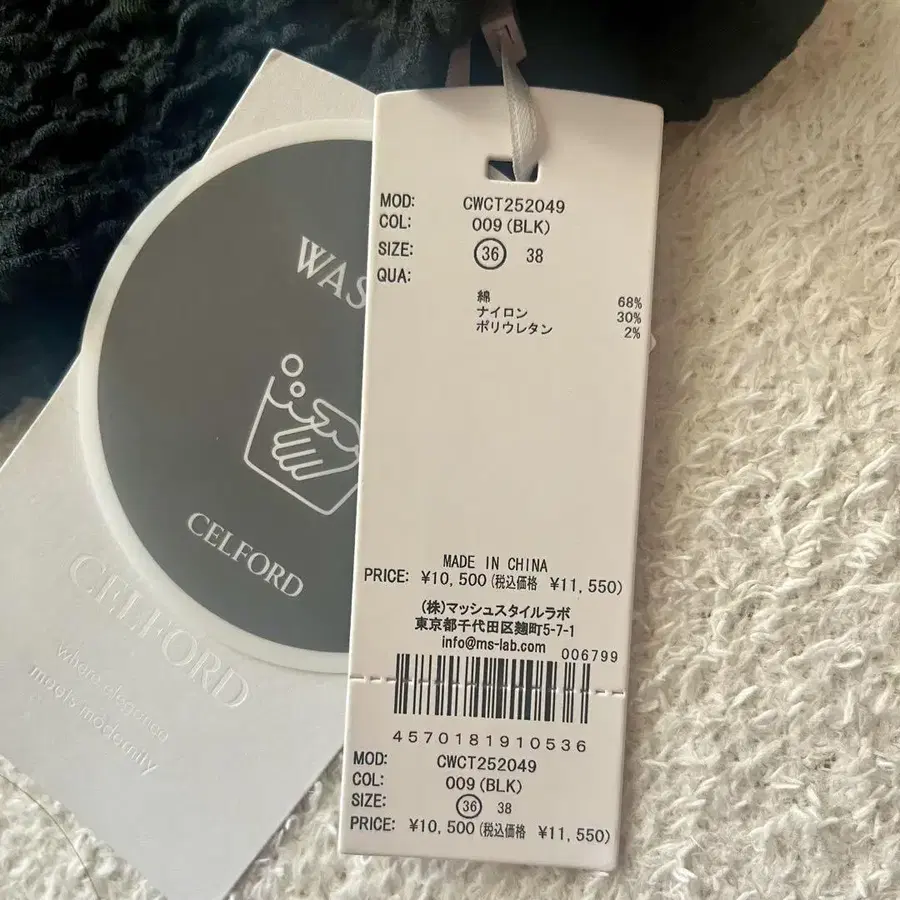 MOD: CWCT252049
COL: 009 (BLK)
SIZE: 36 38
QUA:
綿 68%
ナイロン 30%
ポリウレタン 2%
MADE IN CHINA
PRICE: ¥10,500 (税込価格 ¥11,550)
(株)マッシュスタイルラボ
東京都千代田区麹町5-7-1
info@ms-lab.com
006799
4570181910536
MOD: CWCT252049
COL: 009 (BLK)
SIZE: 36 38
PRICE: ¥10,500 (税込価格 ¥11,550)
WAS
CELFORD
CELFORD
where elegance
meets modernity